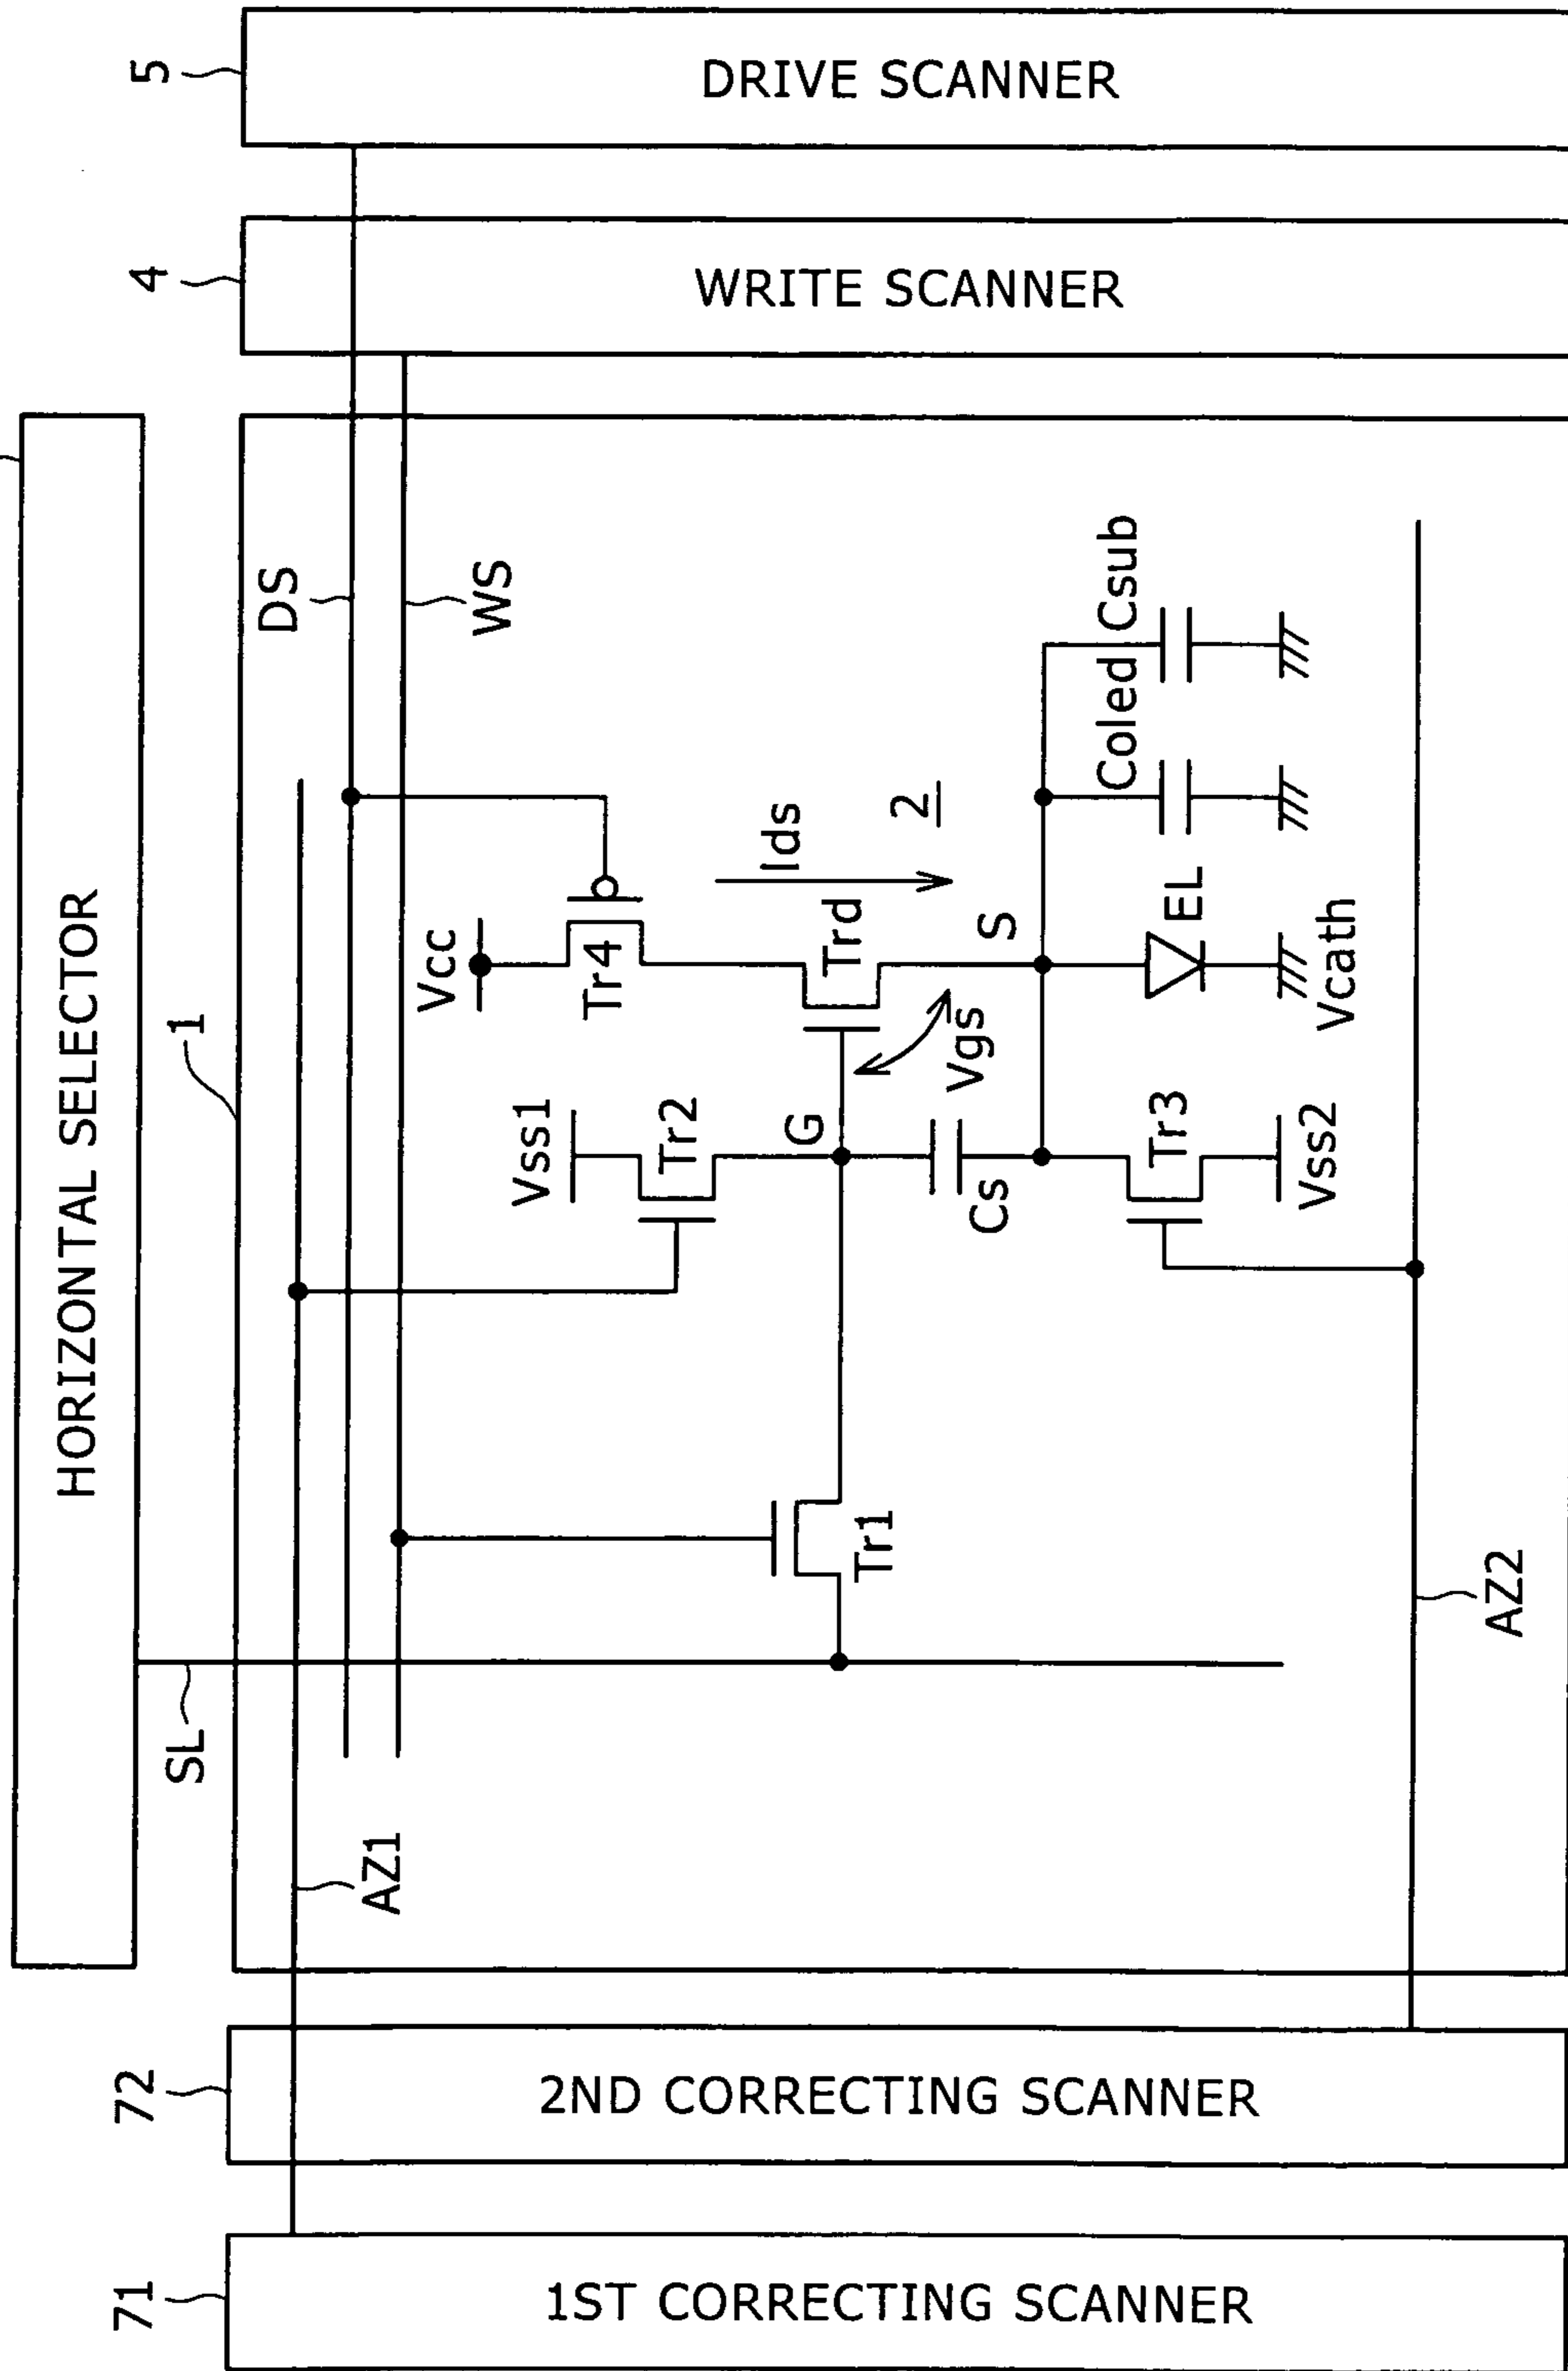 HORIZONTAL SELECTOR
71
1ST CORRECTING SCANNER
72
2ND CORRECTING SCANNER
1
4
WRITE SCANNER
5
DRIVE SCANNER
SL
AZ1
DS
WS
Vcc
Vss1
Tr4
Tr2
Ids
Trd
2
G
Tr1
Vgs
S
Cs
Coled
Csub
Tr3
EL
Vss2
Vcath
AZ2